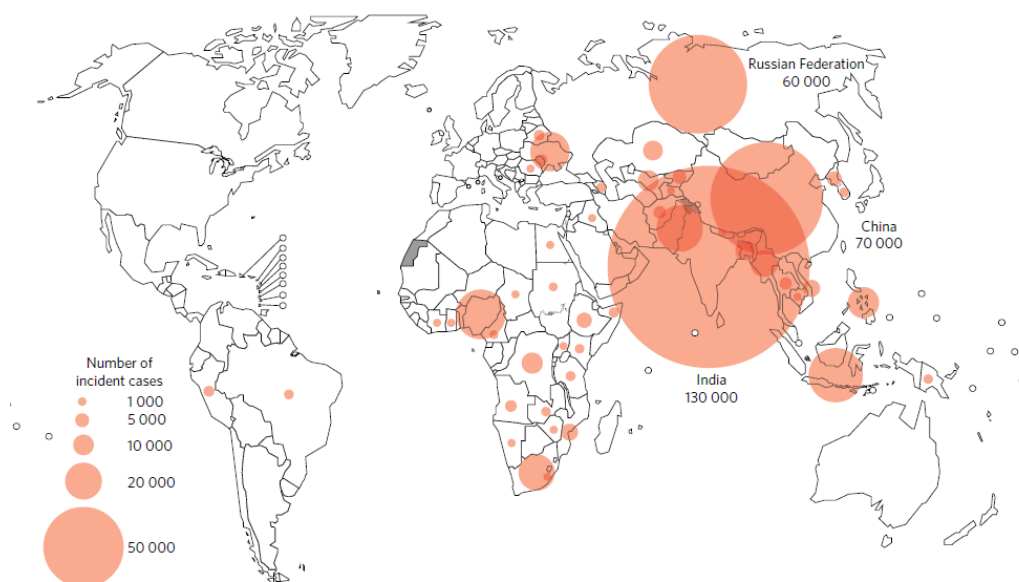 Russian Federation
60 000
China
70 000
India
130 000
Number of
incident cases
1 000
5 000
10 000
20 000
50 000